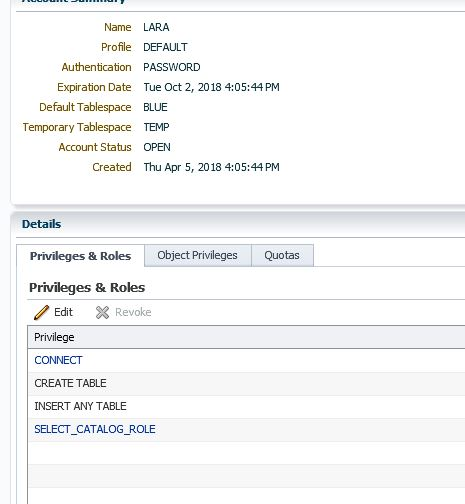 Account Summary
Name LARA
Profile DEFAULT
Authentication PASSWORD
Expiration Date Tue Oct 2, 2018 4:05:44 PM
Default Tablespace BLUE
Temporary Tablespace TEMP
Account Status OPEN
Created Thu Apr 5, 2018 4:05:44 PM
Details
Privileges & Roles Object Privileges Quotas
Privileges & Roles
Edit Revoke
Privilege
CONNECT
CREATE TABLE
INSERT ANY TABLE
SELECT_CATALOG_ROLE